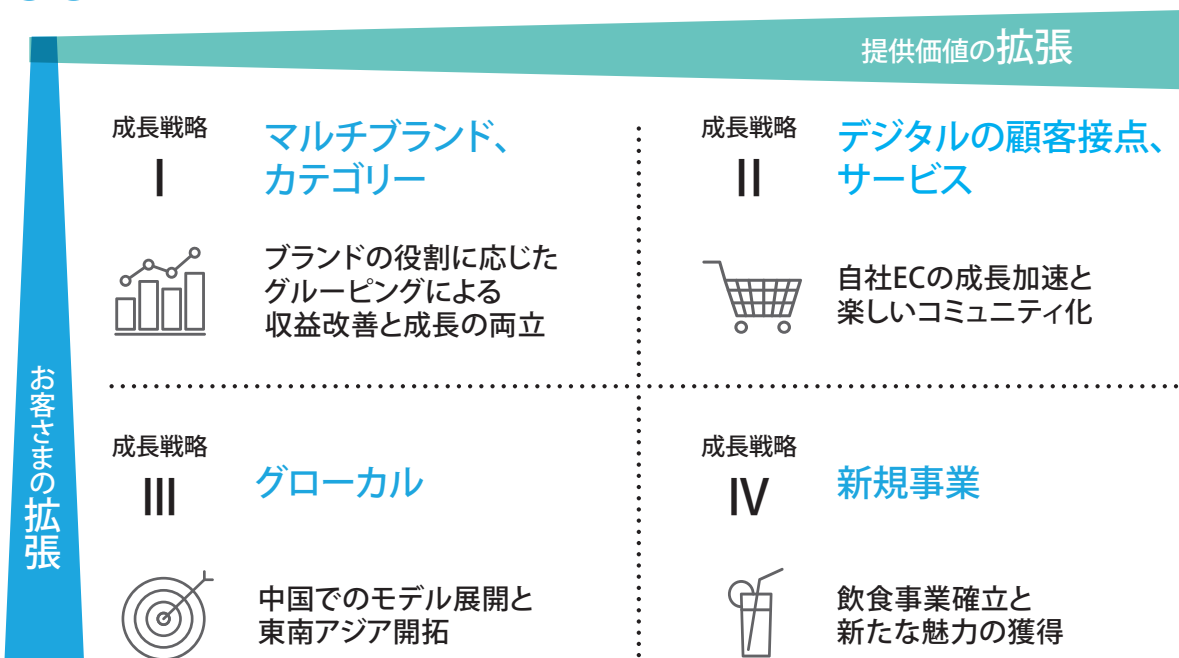 提供価値の拡張
お客さまの拡張
成長戦略
I
マルチブランド、
カテゴリー
ブランドの役割に応じた
グルーピングによる
収益改善と成長の両立
成長戦略
II
デジタルの顧客接点、
サービス
自社ECの成長加速と
楽しいコミュニティ化
成長戦略
III
グローカル
中国でのモデル展開と
東南アジア開拓
成長戦略
IV
新規事業
飲食事業確立と
新たな魅力の獲得